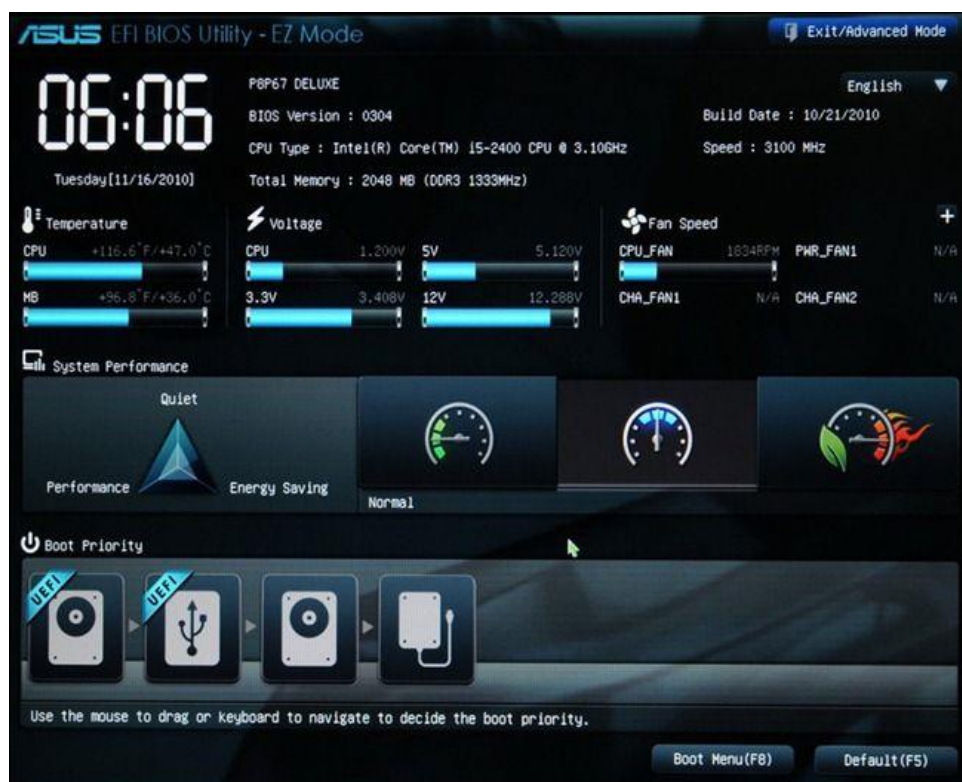 ASUS EFI BIOS Utility - EZ Mode
Exit/Advanced Mode
06:06
Tuesday[11/16/2010]
P8P67 DELUXE
English
BIOS Version : 0304
Build Date : 10/21/2010
CPU Type : Intel(R) Core(TM) i5-2400 CPU @ 3.10GHz
Speed : 3100 MHz
Total Memory : 2048 MB (DDR3 1333MHz)
Temperature
CPU +116.6°F/+47.0°C
MB +96.8°F/+36.0°C
Voltage
CPU 1.200V 5V 5.120V
3.3V 3.408V 12V 12.288V
Fan Speed
CPU_FAN 1834RPM PWR_FAN1 N/A
CHA_FAN1 N/A CHA_FAN2 N/A
System Performance
Quiet
Performance
Energy Saving
Normal
Boot Priority
UEFI
UEFI
Use the mouse to drag or keyboard to navigate to decide the boot priority.
Boot Menu(F8)
Default(F5)